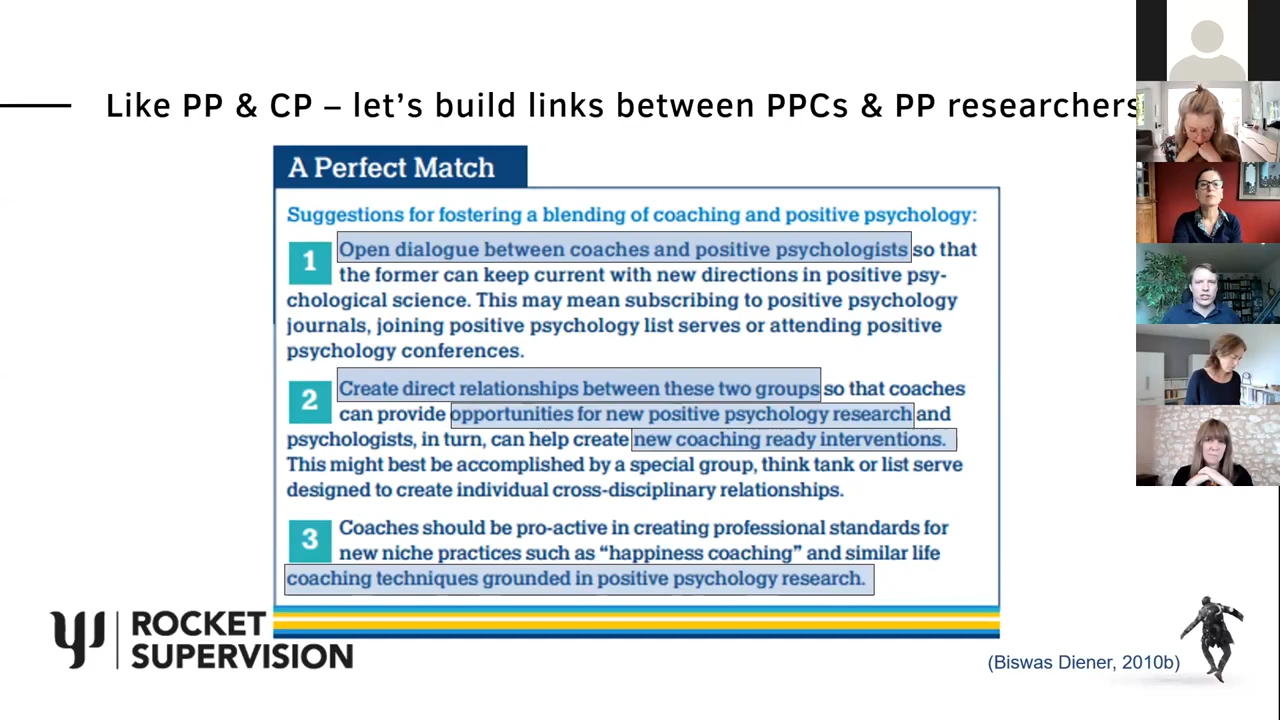 Like PP & CP – let's build links between PPCs & PP researchers
A Perfect Match
Suggestions for fostering a blending of coaching and positive psychology:
1 Open dialogue between coaches and positive psychologists so that
the former can keep current with new directions in positive psy-
chological science. This may mean subscribing to positive psychology
journals, joining positive psychology list serves or attending positive
psychology conferences.
2 Create direct relationships between these two groups so that coaches
can provide opportunities for new positive psychology research and
psychologists, in turn, can help create new coaching ready interventions.
This might best be accomplished by a special group, think tank or list serve
designed to create individual cross-disciplinary relationships.
3 Coaches should be pro-active in creating professional standards for
new niche practices such as “happiness coaching” and similar life
coaching techniques grounded in positive psychology research.
ROCKET
SUPERVISION
(Biswas Diener, 2010b)